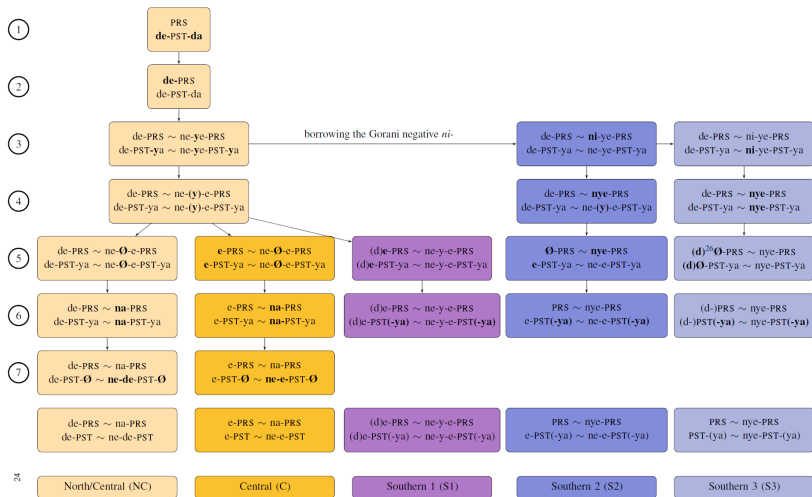 1
PRS
de-PST-da
2
de-PRS
de-PST-da
3
de-PRS ~ ne-ye-PRS
de-PST-ya ~ ne-ye-PST-ya
borrowing the Gorani negative ni-
de-PRS ~ ni-ye-PRS
de-PST-ya ~ ne-ye-PST-ya
de-PRS ~ ni-ye-PRS
de-PST-ya ~ ni-ye-PST-ya
4
de-PRS ~ ne-(y)-e-PRS
de-PST-ya ~ ne-(y)-e-PST-ya
de-PRS ~ nye-PRS
de-PST-ya ~ ne-(y)-e-PST-ya
de-PRS ~ nye-PRS
de-PST-ya ~ nye-PST-ya
5
de-PRS ~ ne-Ø-e-PRS
de-PST-ya ~ ne-Ø-e-PST-ya
e-PRS ~ ne-Ø-e-PRS
e-PST-ya ~ ne-Ø-e-PST-ya
(d)e-PRS ~ ne-y-e-PRS
(d)e-PST-ya ~ ne-y-e-PST-ya
Ø-PRS ~ nye-PRS
e-PST-ya ~ ne-e-PST-ya
(d)26Ø-PRS ~ nye-PRS
(d)Ø-PST-ya ~ nye-PST-ya
6
de-PRS ~ na-PRS
de-PST-ya ~ na-PST-ya
e-PRS ~ na-PRS
e-PST-ya ~ na-PST-ya
(d)e-PRS ~ ne-y-e-PRS
(d)e-PST(-ya) ~ ne-y-e-PST(-ya)
PRS ~ nye-PRS
e-PST(-ya) ~ ne-e-PST(-ya)
(d-)PRS ~ nye-PRS
(d-)PST(-ya) ~ nye-PST(-ya)
7
de-PRS ~ na-PRS
de-PST-Ø ~ ne-de-PST-Ø
e-PRS ~ na-PRS
e-PST-Ø ~ ne-e-PST-Ø
de-PRS ~ na-PRS
de-PST ~ ne-de-PST
e-PRS ~ na-PRS
e-PST ~ ne-e-PST
(d)e-PRS ~ ne-y-e-PRS
(d)e-PST(-ya) ~ ne-y-e-PST(-ya)
PRS ~ nye-PRS
e-PST(-ya) ~ ne-e-PST(-ya)
PRS ~ nye-PRS
PST-(ya) ~ nye-PST-(ya)
24
North/Central (NC)
Central (C)
Southern 1 (S1)
Southern 2 (S2)
Southern 3 (S3)